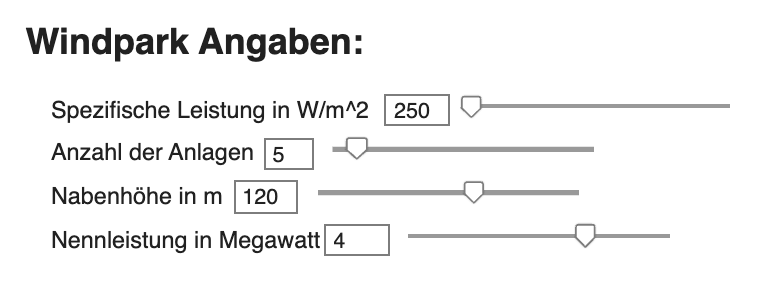 Windpark Angaben:
Spezifische Leistung in W/m^2 250
Anzahl der Anlagen 5
Nabenhöhe in m 120
Nennleistung in Megawatt 4